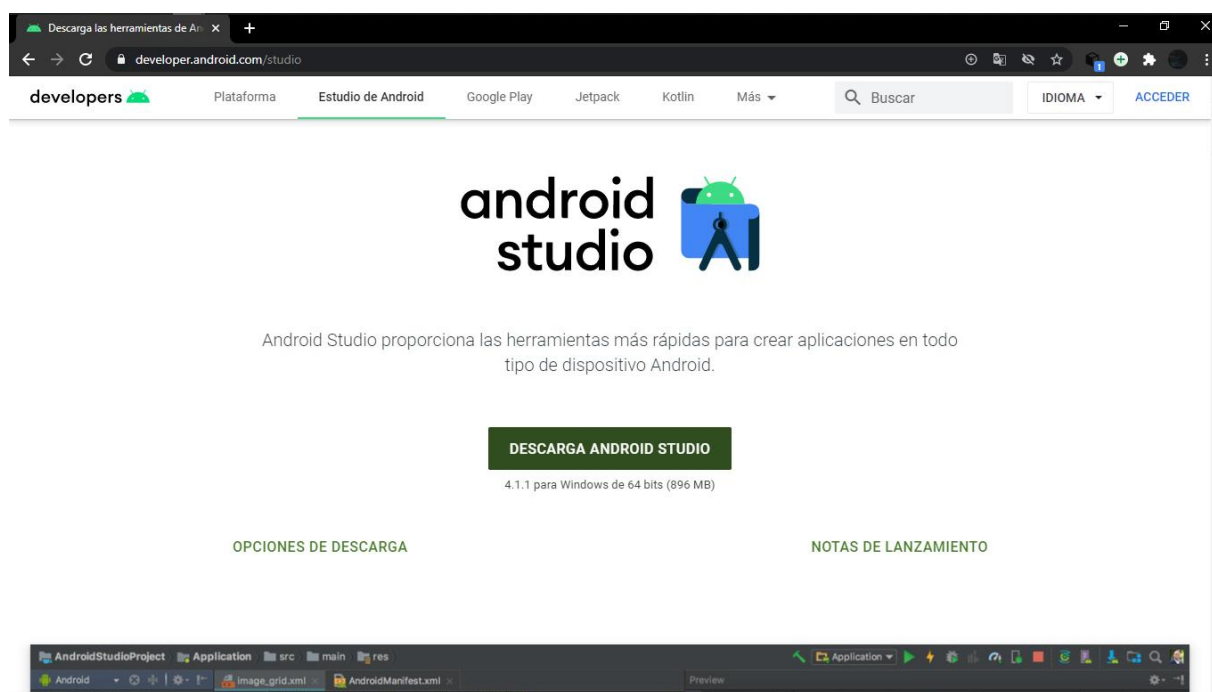 Descarga las herramientas de An
developer.android.com/studio
1
developers
Plataforma
Estudio de Android
Google Play
Jetpack
Kotlin
Más
Buscar
IDIOMA
ACCEDER
android
studio
Android Studio proporciona las herramientas más rápidas para crear aplicaciones en todo
tipo de dispositivo Android.
DESCARGA ANDROID STUDIO
4.1.1 para Windows de 64 bits (896 MB)
OPCIONES DE DESCARGA
NOTAS DE LANZAMIENTO
AndroidStudioProject
Application
src
main
res
Application
Android
image_grid.xml
AndroidManifest.xml
Preview